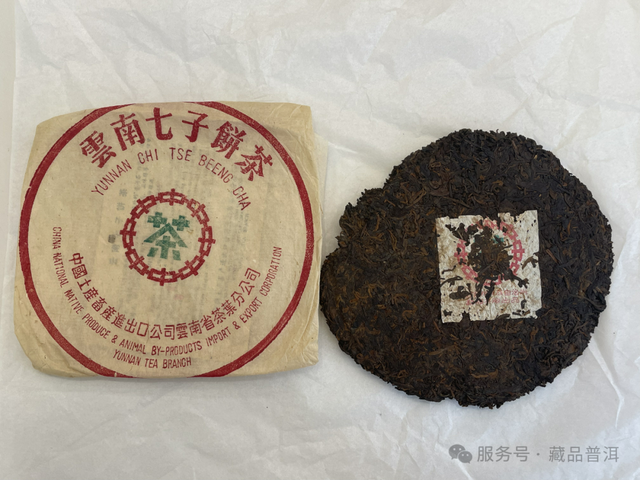 雲南七子餅茶
YUNNAN CHI TSE BEENG CHA
茶
中國土産畜産進出口公司雲南省茶葉分公司
CHINA NATIONAL NATIVE PRODUCE & ANIMAL BY-PRODUCTS IMPORT & EXPORT CORPORATION
YUNNAN TEA BRANCH
服务号·藏品普洱